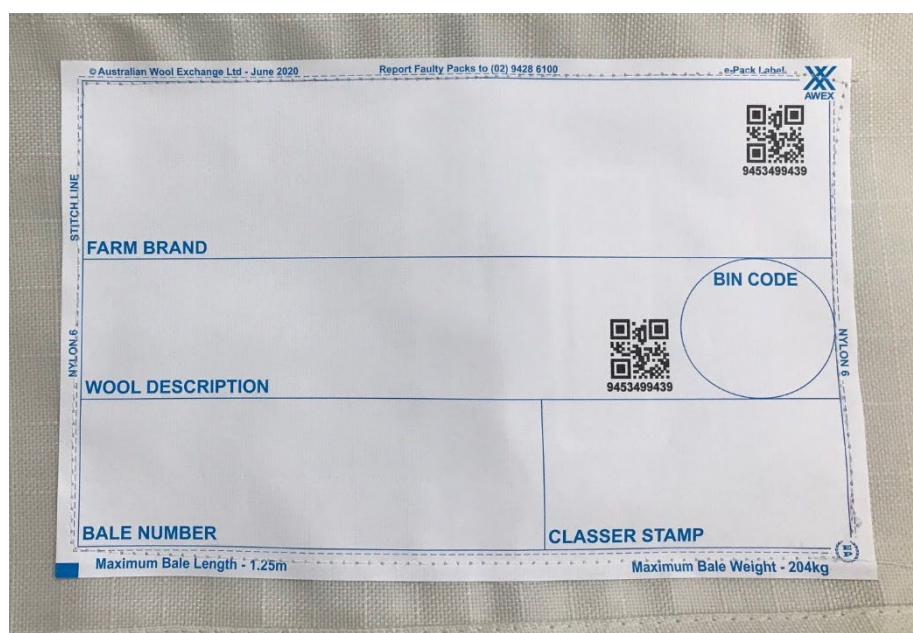 © Australian Wool Exchange Ltd - June 2020 Report Faulty Packs to (02) 9428 6100 e-Pack Label.
AWEX
9453499439
STITCH LINE
FARM BRAND
BIN CODE
NYLON 6
NYLON 6
9453499439
WOOL DESCRIPTION
BALE NUMBER
CLASSER STAMP
Maximum Bale Length - 1.25m Maximum Bale Weight - 204kg